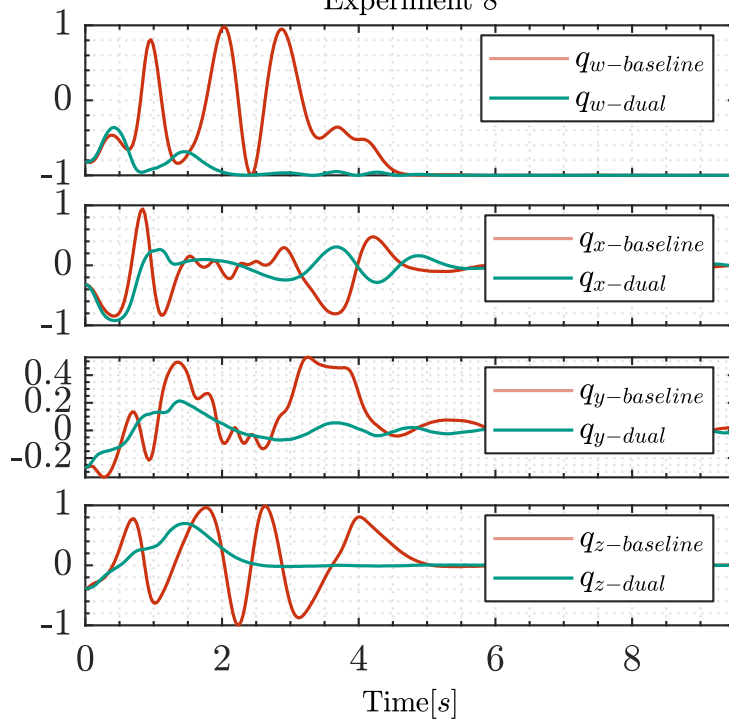 Experiment 8
1
0
-1
q_{w-baseline}
q_{w-dual}
1
0
-1
q_{x-baseline}
q_{x-dual}
0.4
0.2
0
-0.2
q_{y-baseline}
q_{y-dual}
1
0
-1
q_{z-baseline}
q_{z-dual}
0 2 4 6 8
Time[s]